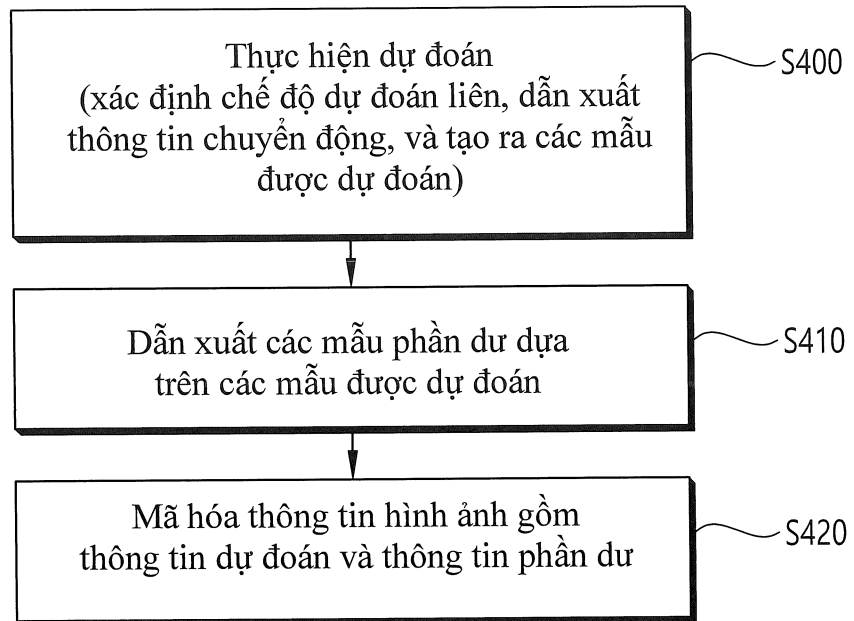 Thực hiện dự đoán
(xác định chế độ dự đoán liên, dẫn xuất
thông tin chuyển động, và tạo ra các mẫu
được dự đoán)
S400
Dẫn xuất các mẫu phần dư dựa
trên các mẫu được dự đoán
S410
Mã hóa thông tin hình ảnh gồm
thông tin dự đoán và thông tin phần dư
S420